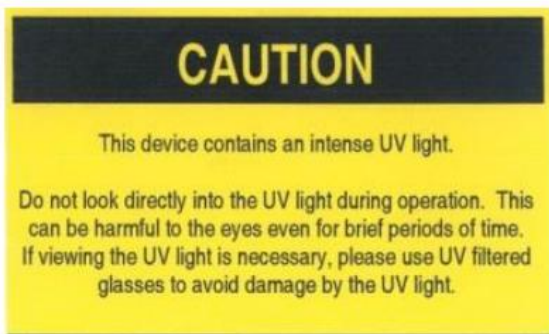 CAUTION
This device contains an intense UV light.
Do not look directly into the UV light during operation.  This
can be harmful to the eyes even for brief periods of time.
If viewing the UV light is necessary, please use UV filtered
glasses to avoid damage by the UV light.